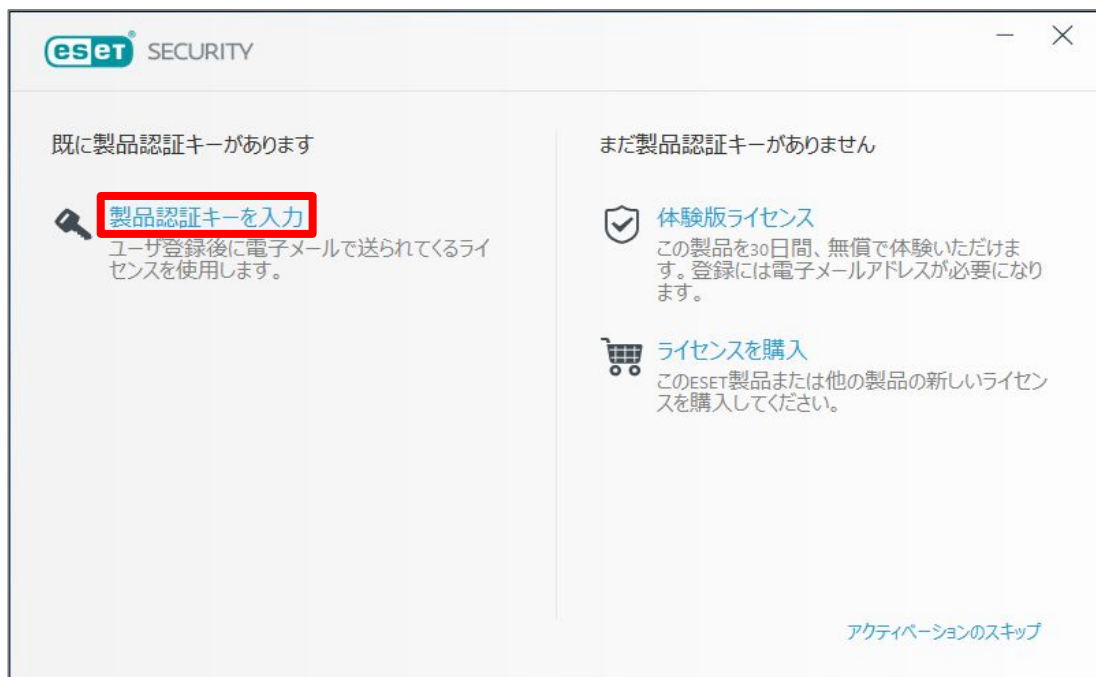 eseT® SECURITY
既に製品認証キーがあります
製品認証キーを入力
ユーザ登録後に電子メールで送られてくるライ
センスを使用します。
まだ製品認証キーがありません
体験版ライセンス
この製品を30日間、無償で体験いただけま
す。登録には電子メールアドレスが必要になり
ます。
ライセンスを購入
このESET製品または他の製品の新しいライセン
スを購入してください。
アクティベーションのスキップ